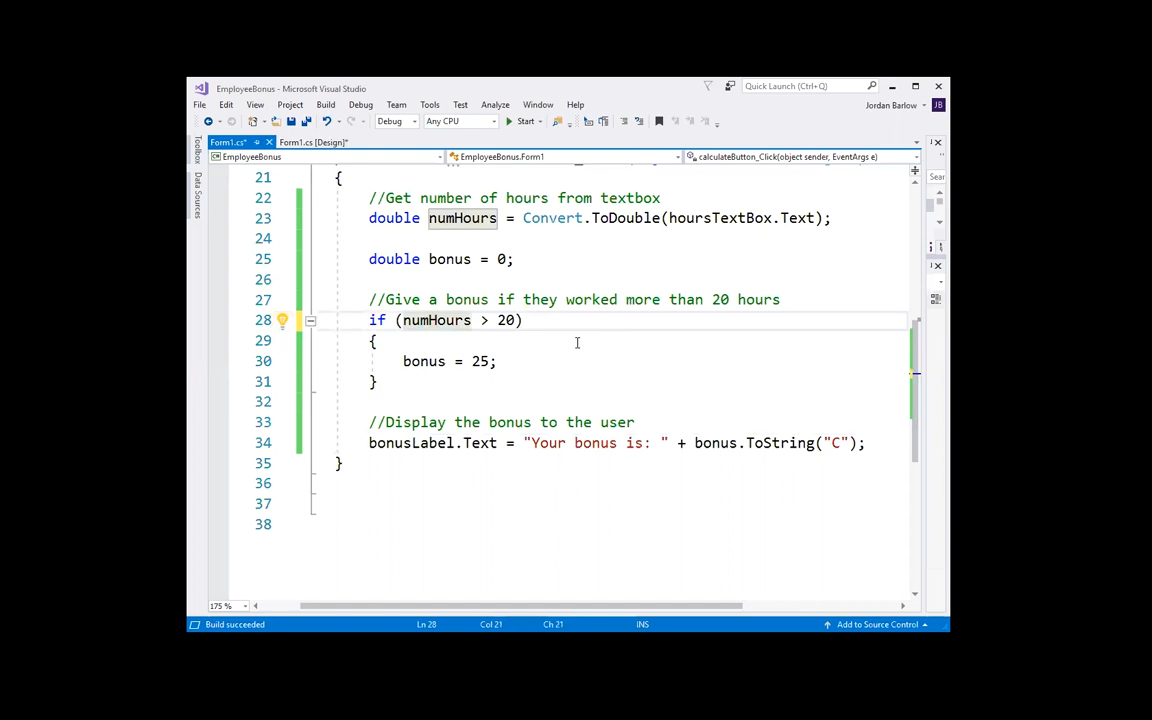 EmployeeBonus - Microsoft Visual Studio
Quick Launch (Ctrl+Q)
File Edit View Project Build Debug Team Tools Test Analyze Window Help
Jordan Barlow JB
Debug Any CPU Start
Form1.cs* Form1.cs [Design]*
EmployeeBonus EmployeeBonus.Form1 calculateButton_Click(object sender, EventArgs e)
Toolbox
Data Sources
Sear
21 {
22 //Get number of hours from textbox
23 double numHours = Convert.ToDouble(hoursTextBox.Text);
24
25 double bonus = 0;
26
27 //Give a bonus if they worked more than 20 hours
28 if (numHours > 20)
29 {
30 bonus = 25;
31 }
32
33 //Display the bonus to the user
34 bonusLabel.Text = "Your bonus is: " + bonus.ToString("C");
35 }
36
37
38
175 %
Build succeeded Ln 28 Col 21 Ch 21 INS Add to Source Control